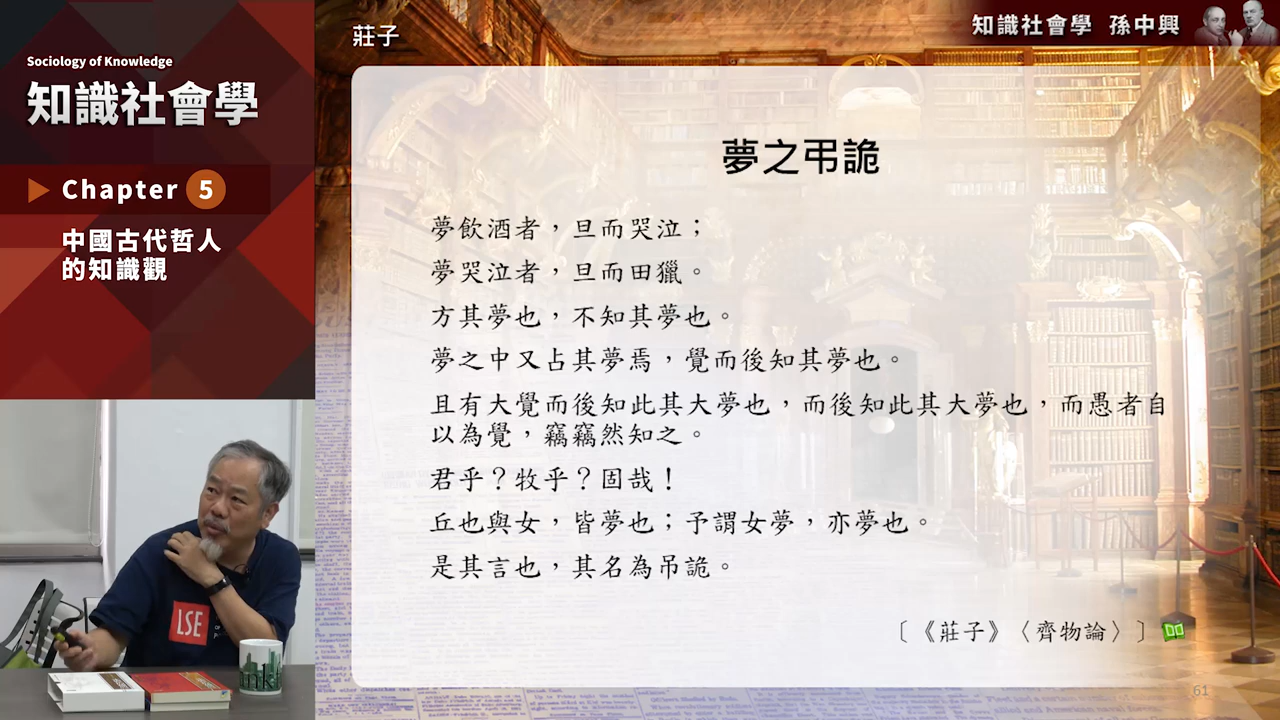 Sociology of Knowledge
知識社會學
Chapter 5
中國古代哲人
的知識觀
莊子
知識社會學 孫中興
夢之弔詭
夢飲酒者，旦而哭泣；
夢哭泣者，旦而田獵。
方其夢也，不知其夢也。
夢之中又占其夢焉，覺而後知其夢也。
且有大覺而後知此其大夢也，而後知此其大夢也，而愚者自
以為覺，竊竊然知之。
君乎？牧乎？固哉！
丘也與女，皆夢也；予謂女夢，亦夢也。
是其言也，其名為吊詭。
〔《莊子》〈齊物論〉〕
61
LSE
ink